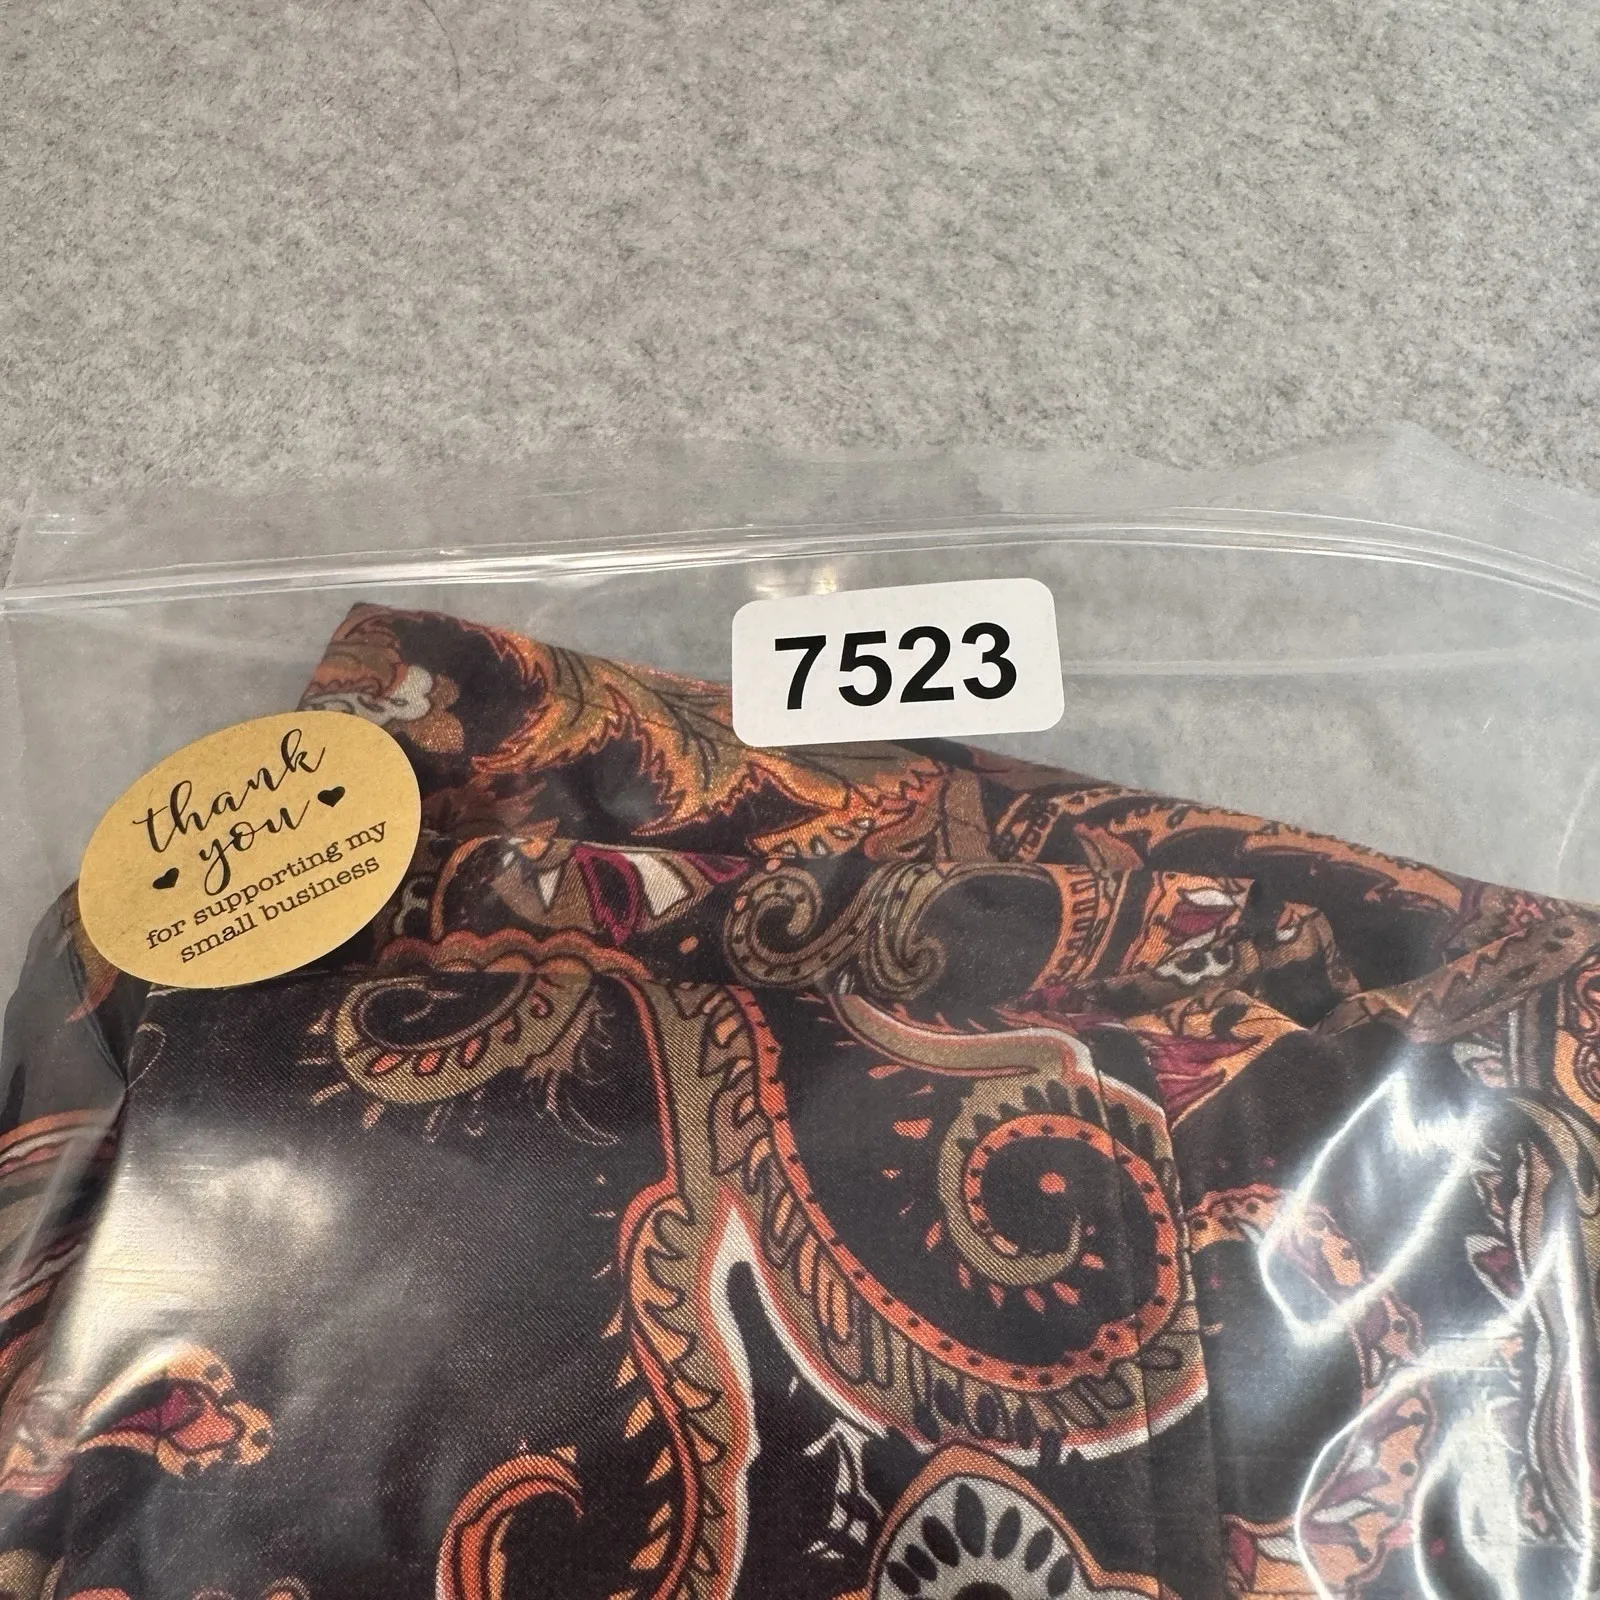 7523
thank
you
for supporting my
small business